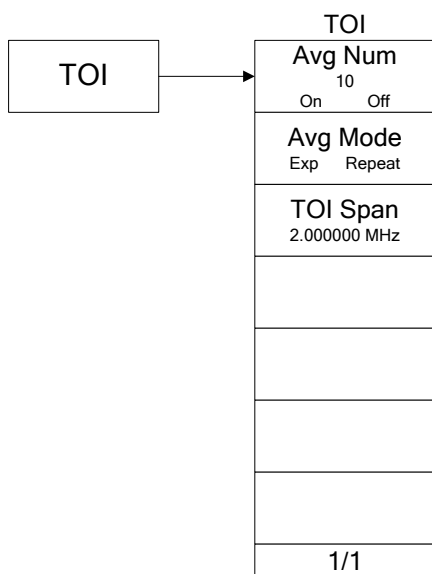 TOI
TOI
Avg Num
10
On Off
Avg Mode
Exp Repeat
TOI Span
2.000000 MHz
1/1